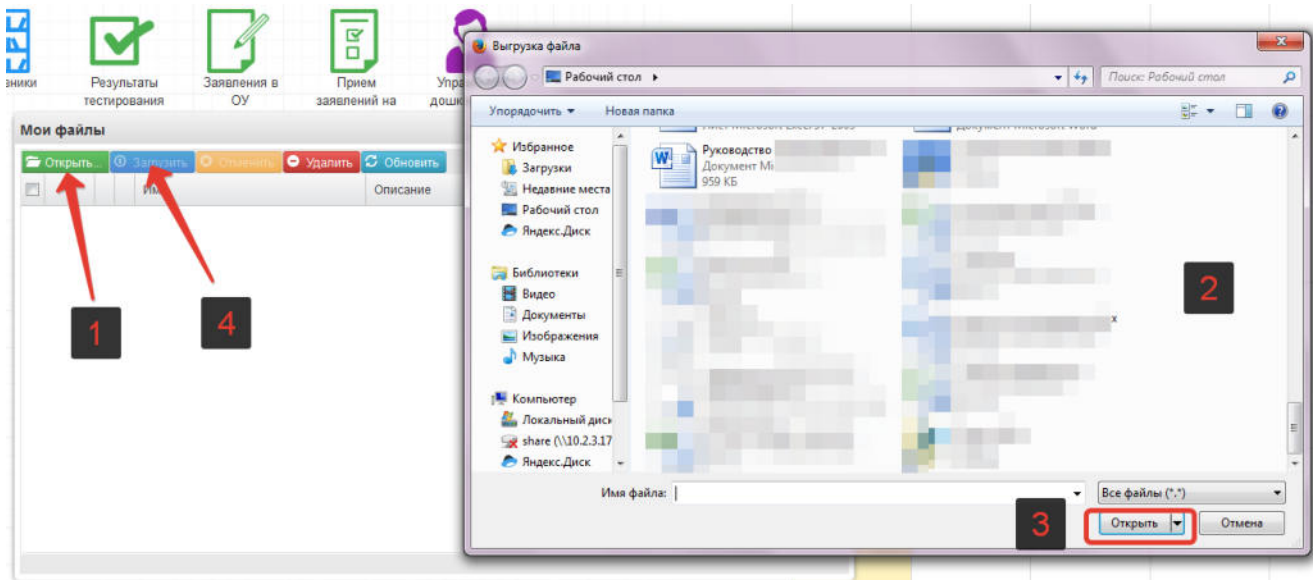 Результаты тестирования
Заявления в ОУ
Прием заявлений на
Мои файлы
Открыть...
Загрузить
Отменить
Удалить
Обновить
Описание
1
4
Выгрузка файла
Рабочий стол
Поиск: Рабочий стол
Упорядочить
Новая папка
Избранное
Загрузки
Недавние места
Рабочий стол
Яндекс.Диск
Библиотеки
Видео
Документы
Изображения
Музыка
Компьютер
Локальный диск
share (\\10.2.3.17
Яндекс.Диск
Руководство
Документ Mi
959 КБ
2
Имя файла:
Все файлы (*.*)
3
Открыть
Отмена